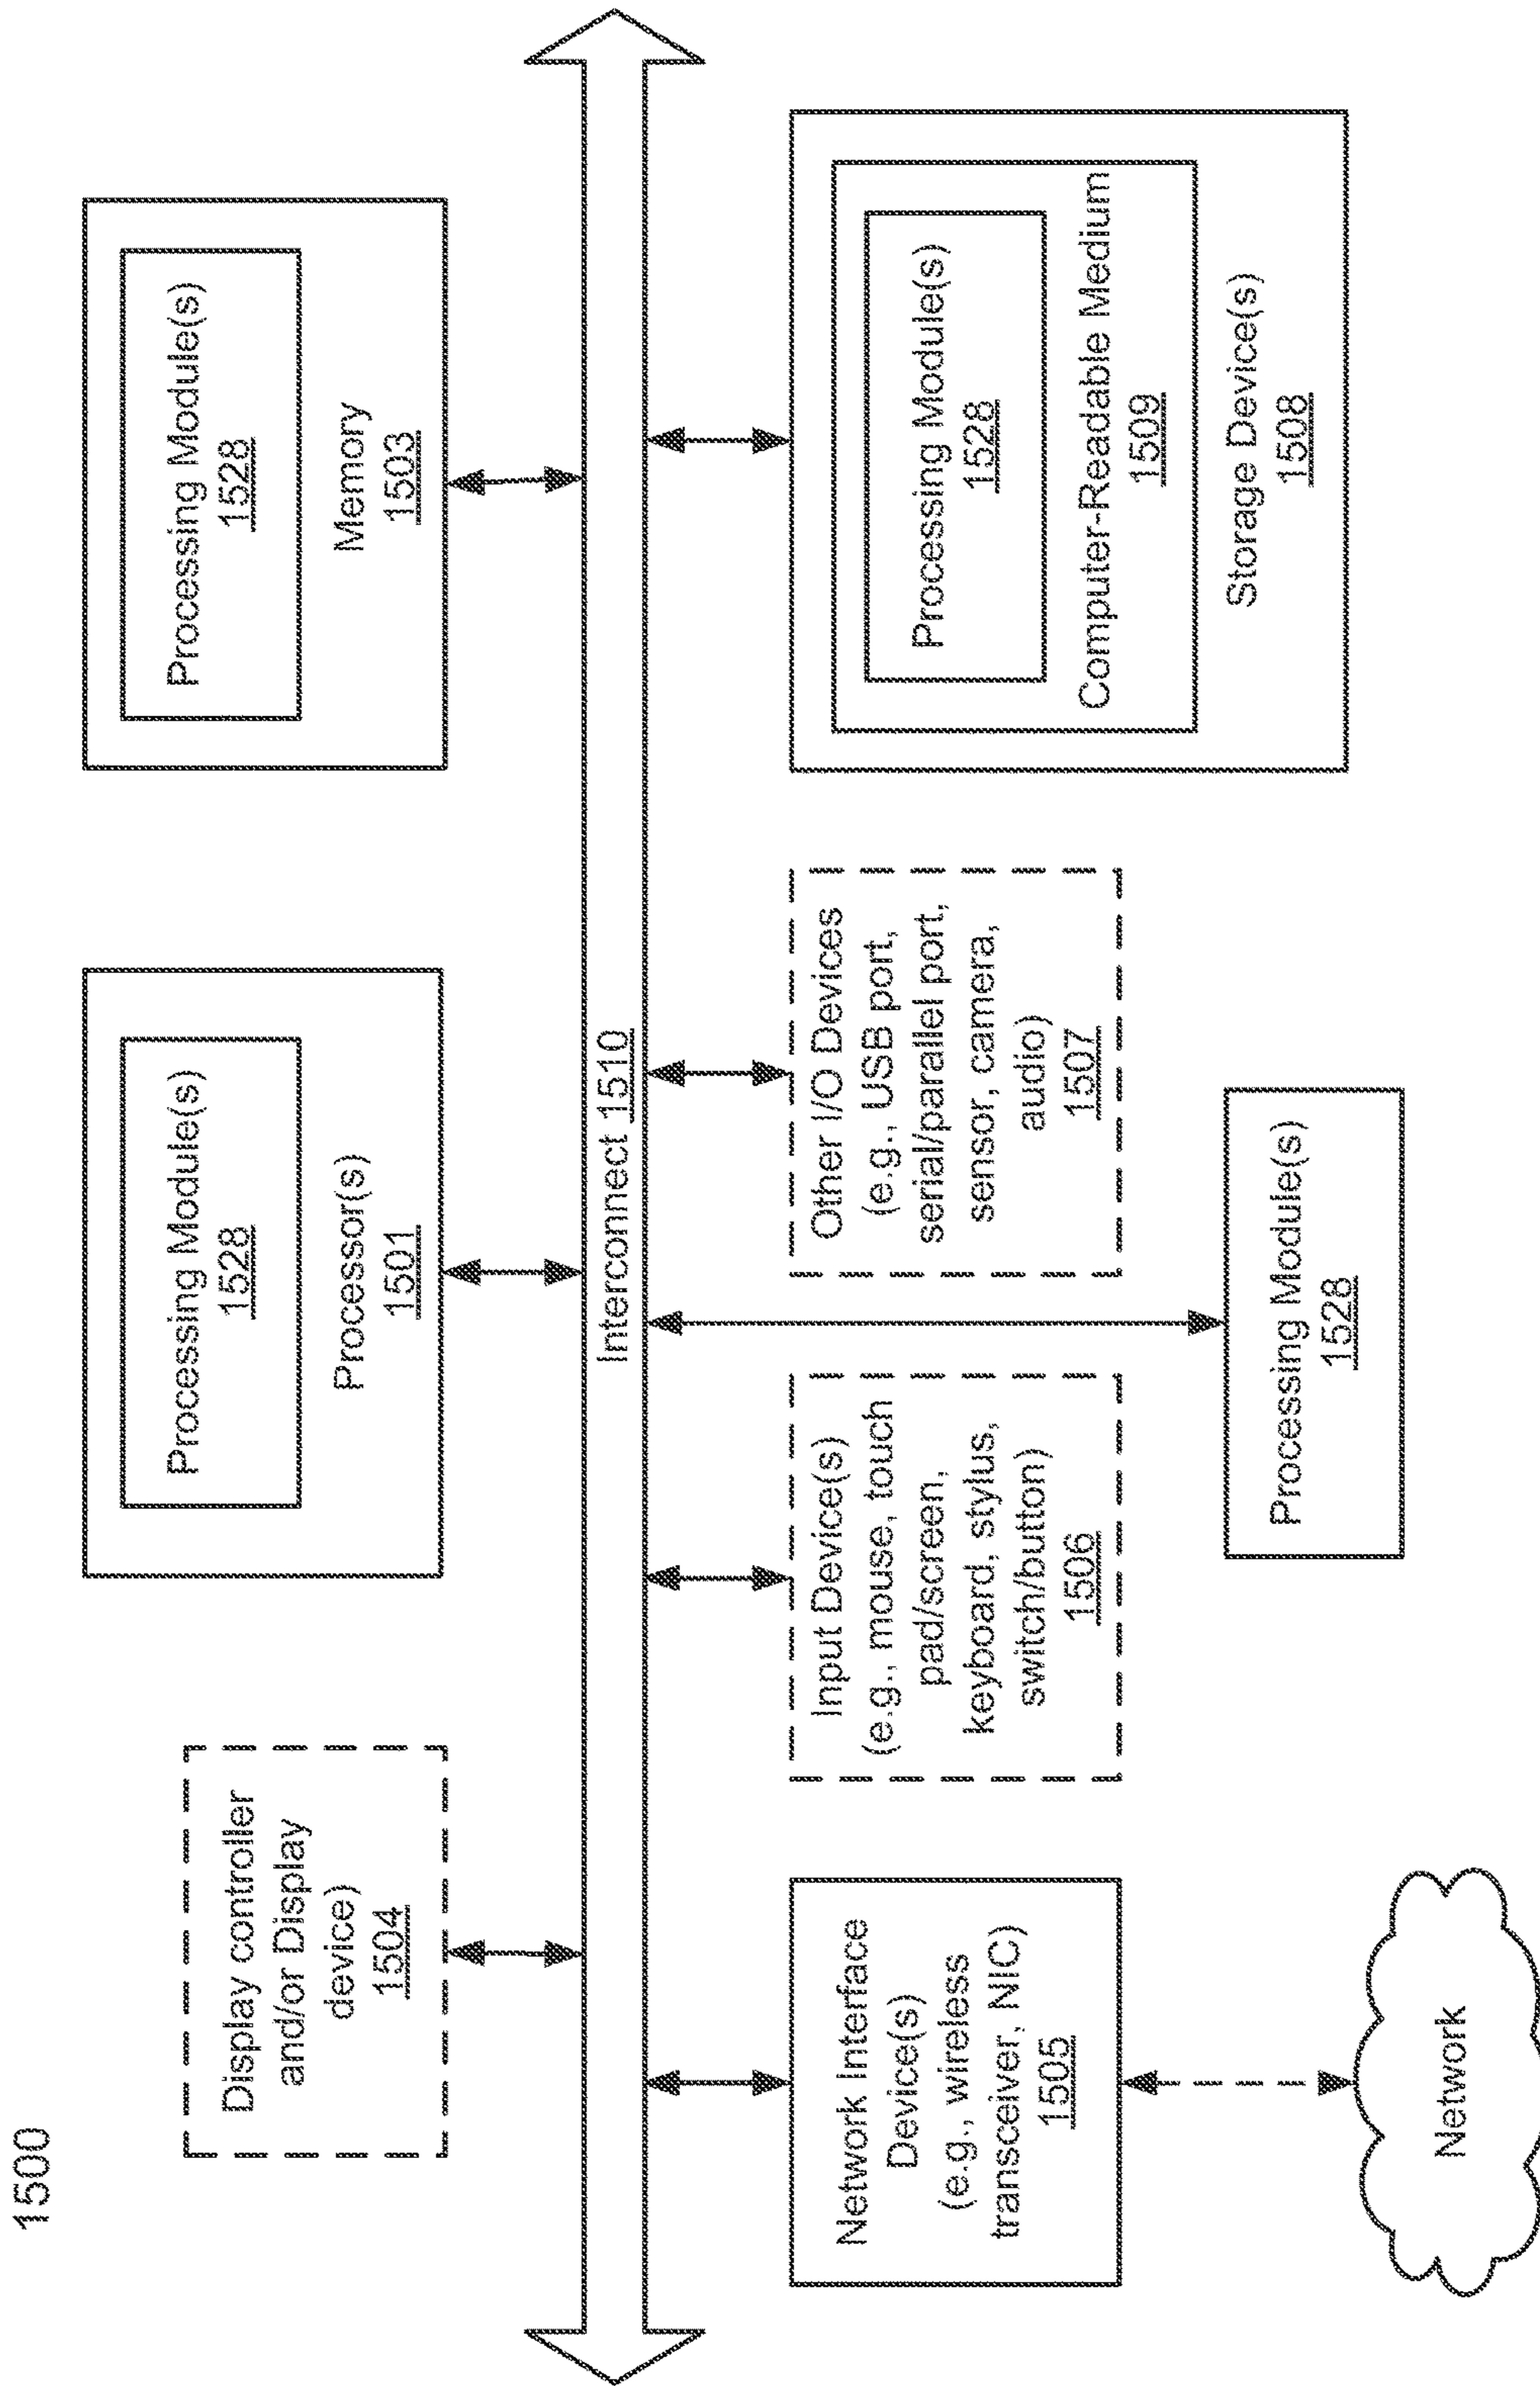 1500
Display controller
and/or Display
device)
1504
Processing Module(s)
1528
Processor(s)
1501
Processing Module(s)
1528
Memory
1503
Interconnect 1510
Network Interface
Device(s)
(e.g., wireless
transceiver, NIC)
1505
Input Device(s)
(e.g., mouse, touch
pad/screen,
keyboard, stylus,
switch/button)
1506
Other I/O Devices
(e.g., USB port,
serial/parallel port,
sensor, camera,
audio)
1507
Processing Module(s)
1528
Computer-Readable Medium
1509
Storage Device(s)
1508
Processing Module(s)
1528
Network